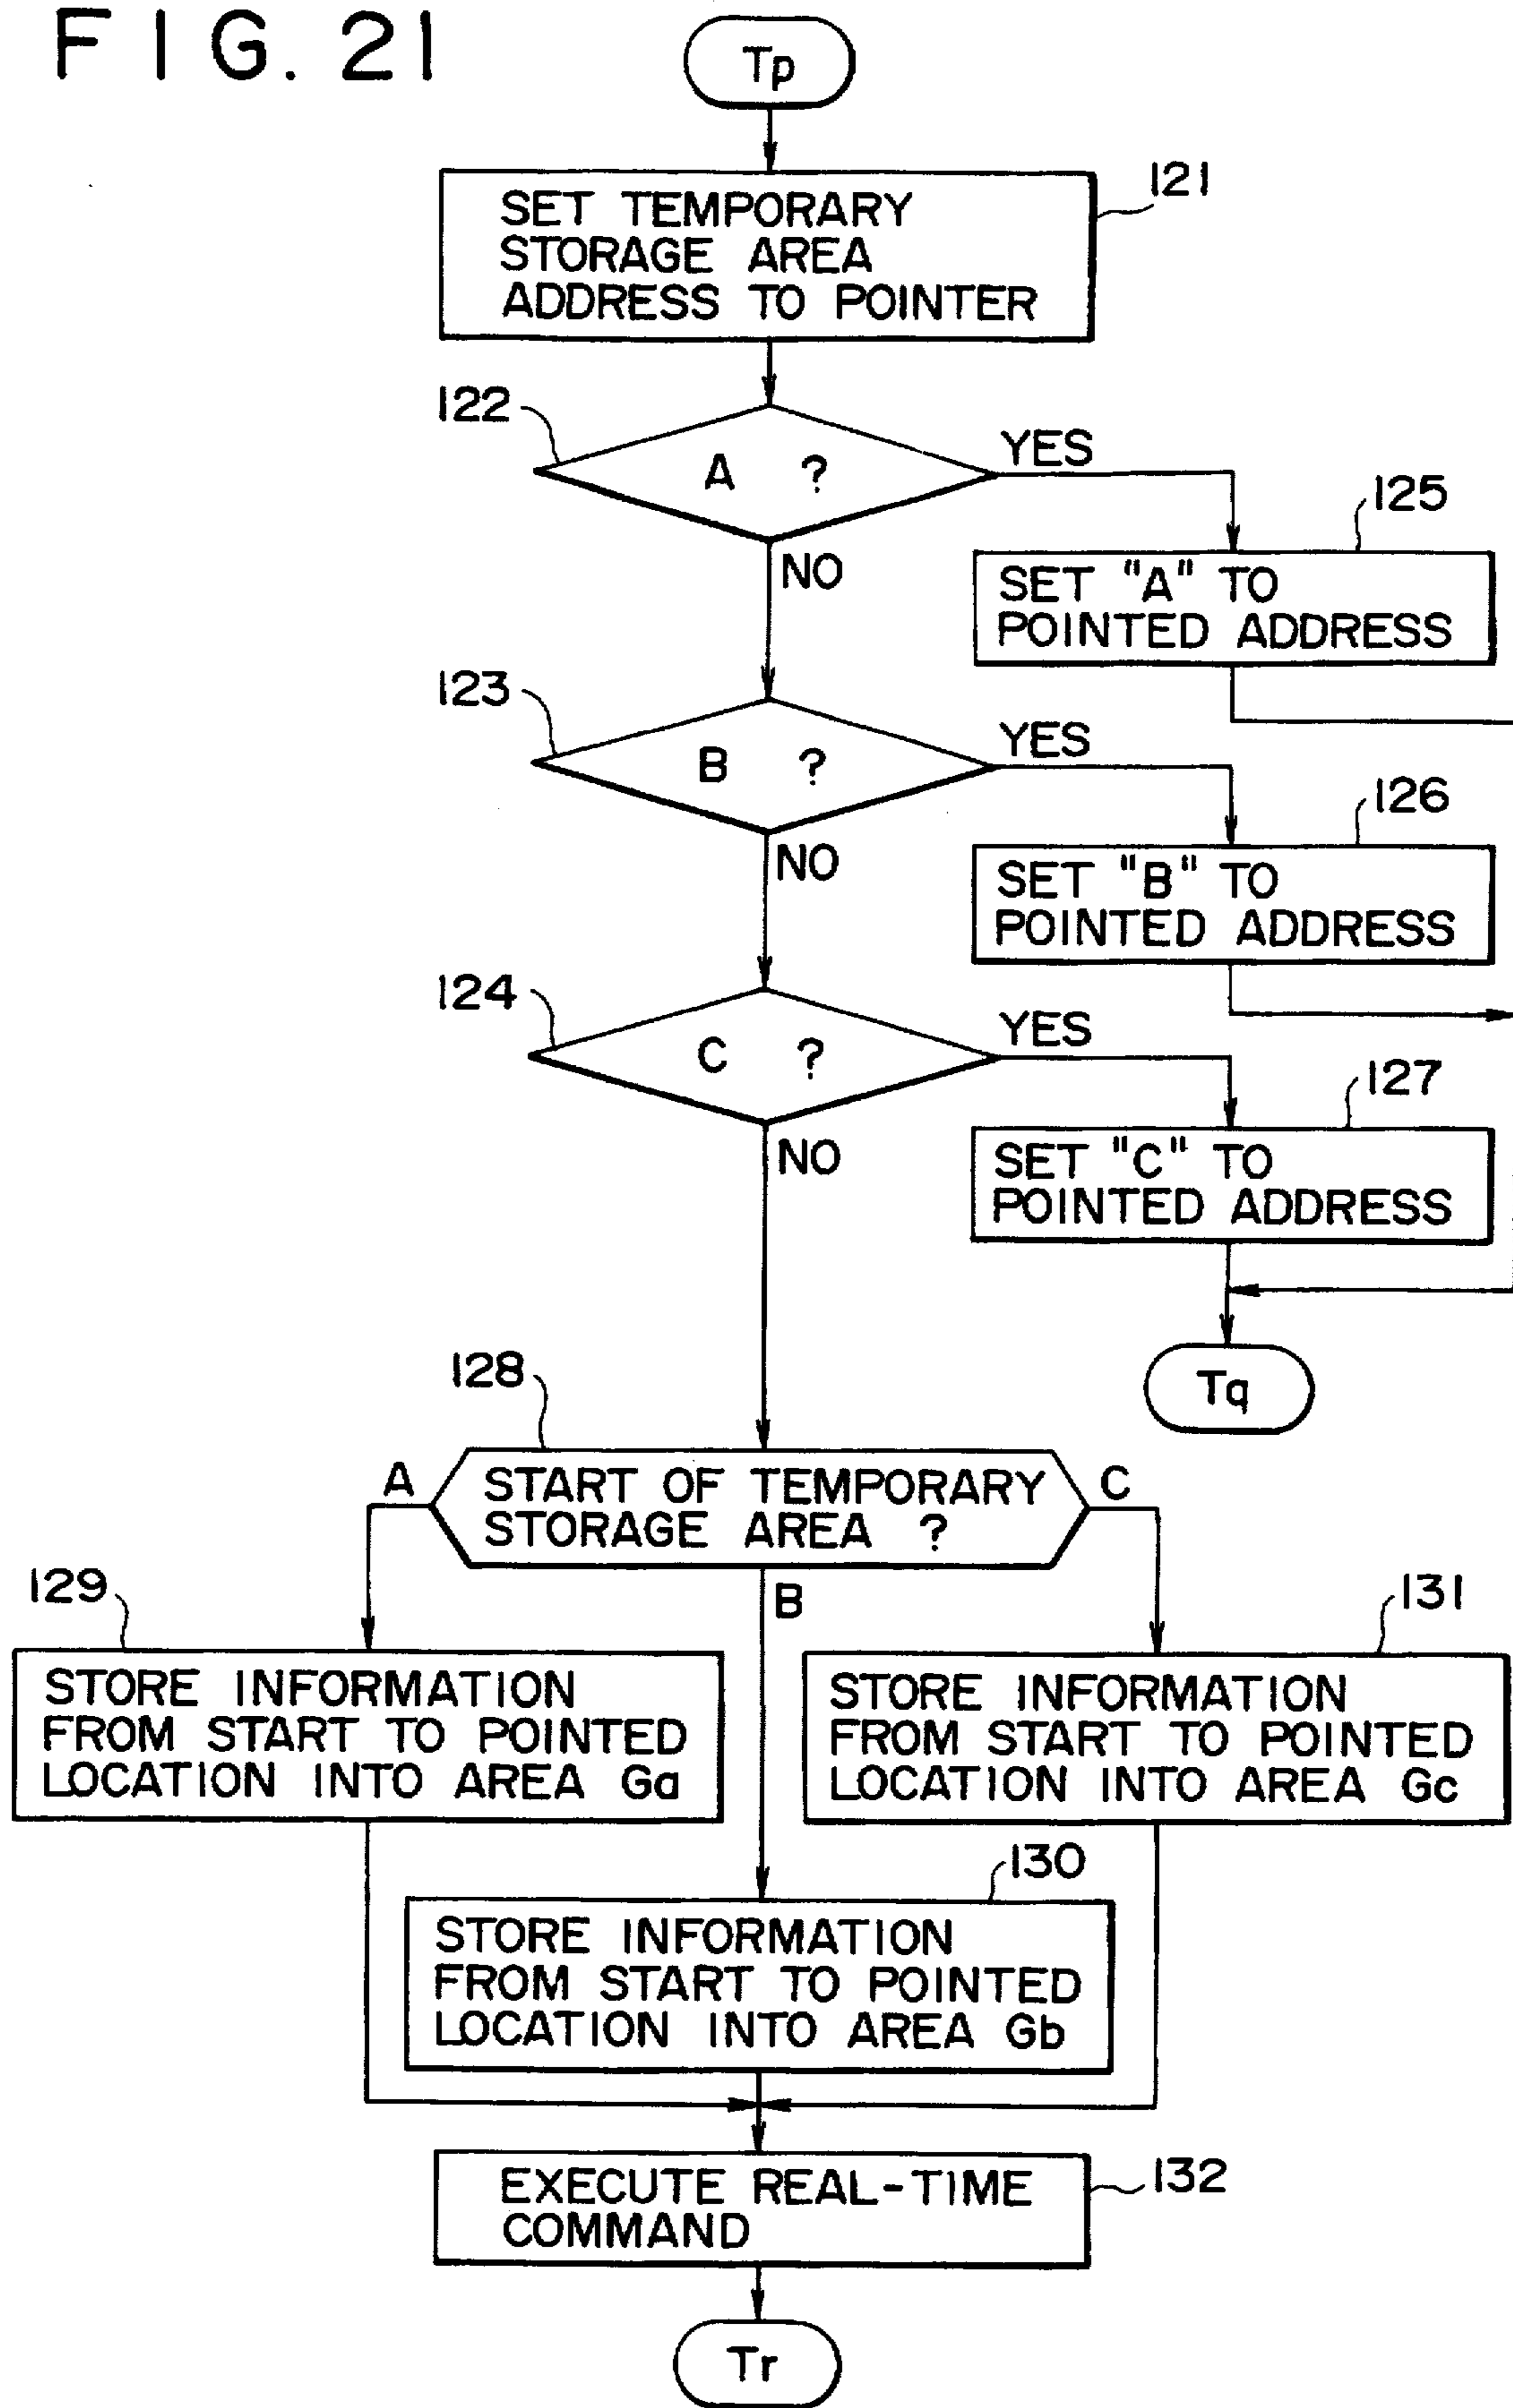 FIG. 21
Tp
121
SET TEMPORARY
STORAGE AREA
ADDRESS TO POINTER
122
A ?
YES
NO
125
SET "A" TO
POINTED ADDRESS
123
B ?
YES
NO
126
SET "B" TO
POINTED ADDRESS
124
C ?
YES
NO
127
SET "C" TO
POINTED ADDRESS
Tq
128
A
START OF TEMPORARY
STORAGE AREA ?
C
B
129
STORE INFORMATION
FROM START TO POINTED
LOCATION INTO AREA Ga
131
STORE INFORMATION
FROM START TO POINTED
LOCATION INTO AREA Gc
130
STORE INFORMATION
FROM START TO POINTED
LOCATION INTO AREA Gb
132
EXECUTE REAL-TIME
COMMAND
Tr